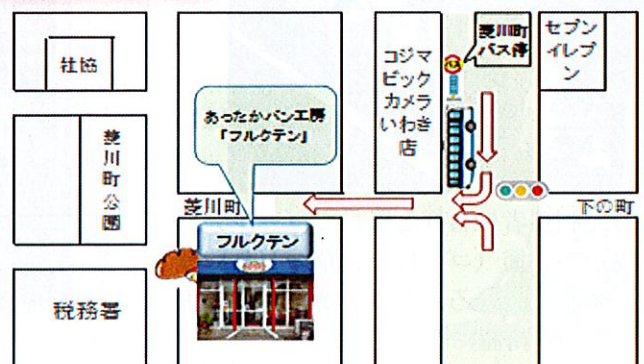 社協
コジマ
ビック
カメラ
いわき
店
菱川町
バス停
セブン
イレブ
ン
バス
あったかパン工房
「フルクテン」
菱川町公園
菱川町
下の町
フルクテン
税務署